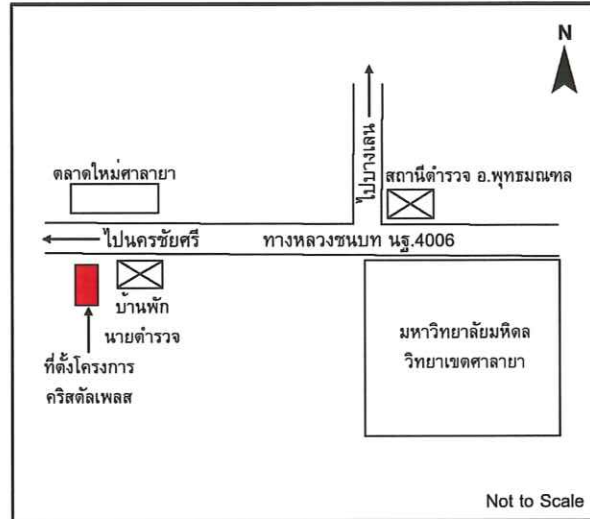 N
ไปบางเลน
ตลาดใหม่ศาลายา
สถานีตำรวจ อ.พุทธมณฑล
ไปนครชัยศรี
ทางหลวงชนบท นฐ.4006
บ้านพัก
นายตำรวจ
ที่ตั้งโครงการ
คริสตัลเพลส
มหาวิทยาลัยมหิดล
วิทยาเขตศาลายา
Not to Scale